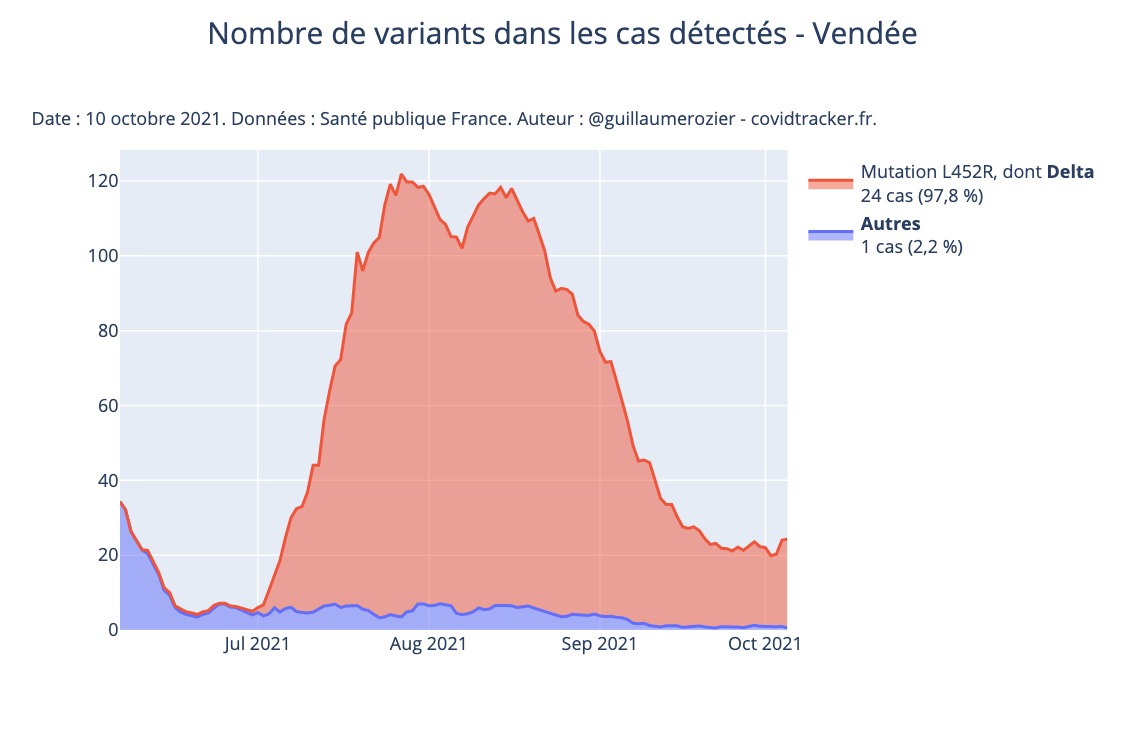 Nombre de variants dans les cas détectés - Vendée
Date : 10 octobre 2021. Données : Santé publique France. Auteur : @guillaumerozier - covidtracker.fr.
Mutation L452R, dont Delta
24 cas (97,8 %)
Autres
1 cas (2,2 %)
120
100
80
60
40
20
0
Jul 2021
Aug 2021
Sep 2021
Oct 2021